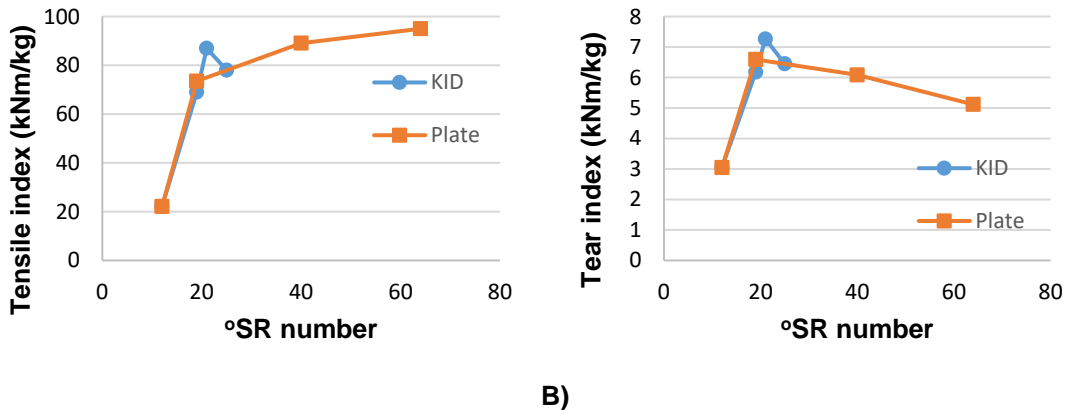 Tensile index (kNm/kg)
100
80
60
40
20
0
0 20 40 60 80
ºSR number
KID
Plate
Tear index (kNm/kg)
8
7
6
5
4
3
2
1
0
0 20 40 60 80
ºSR number
KID
Plate
B)